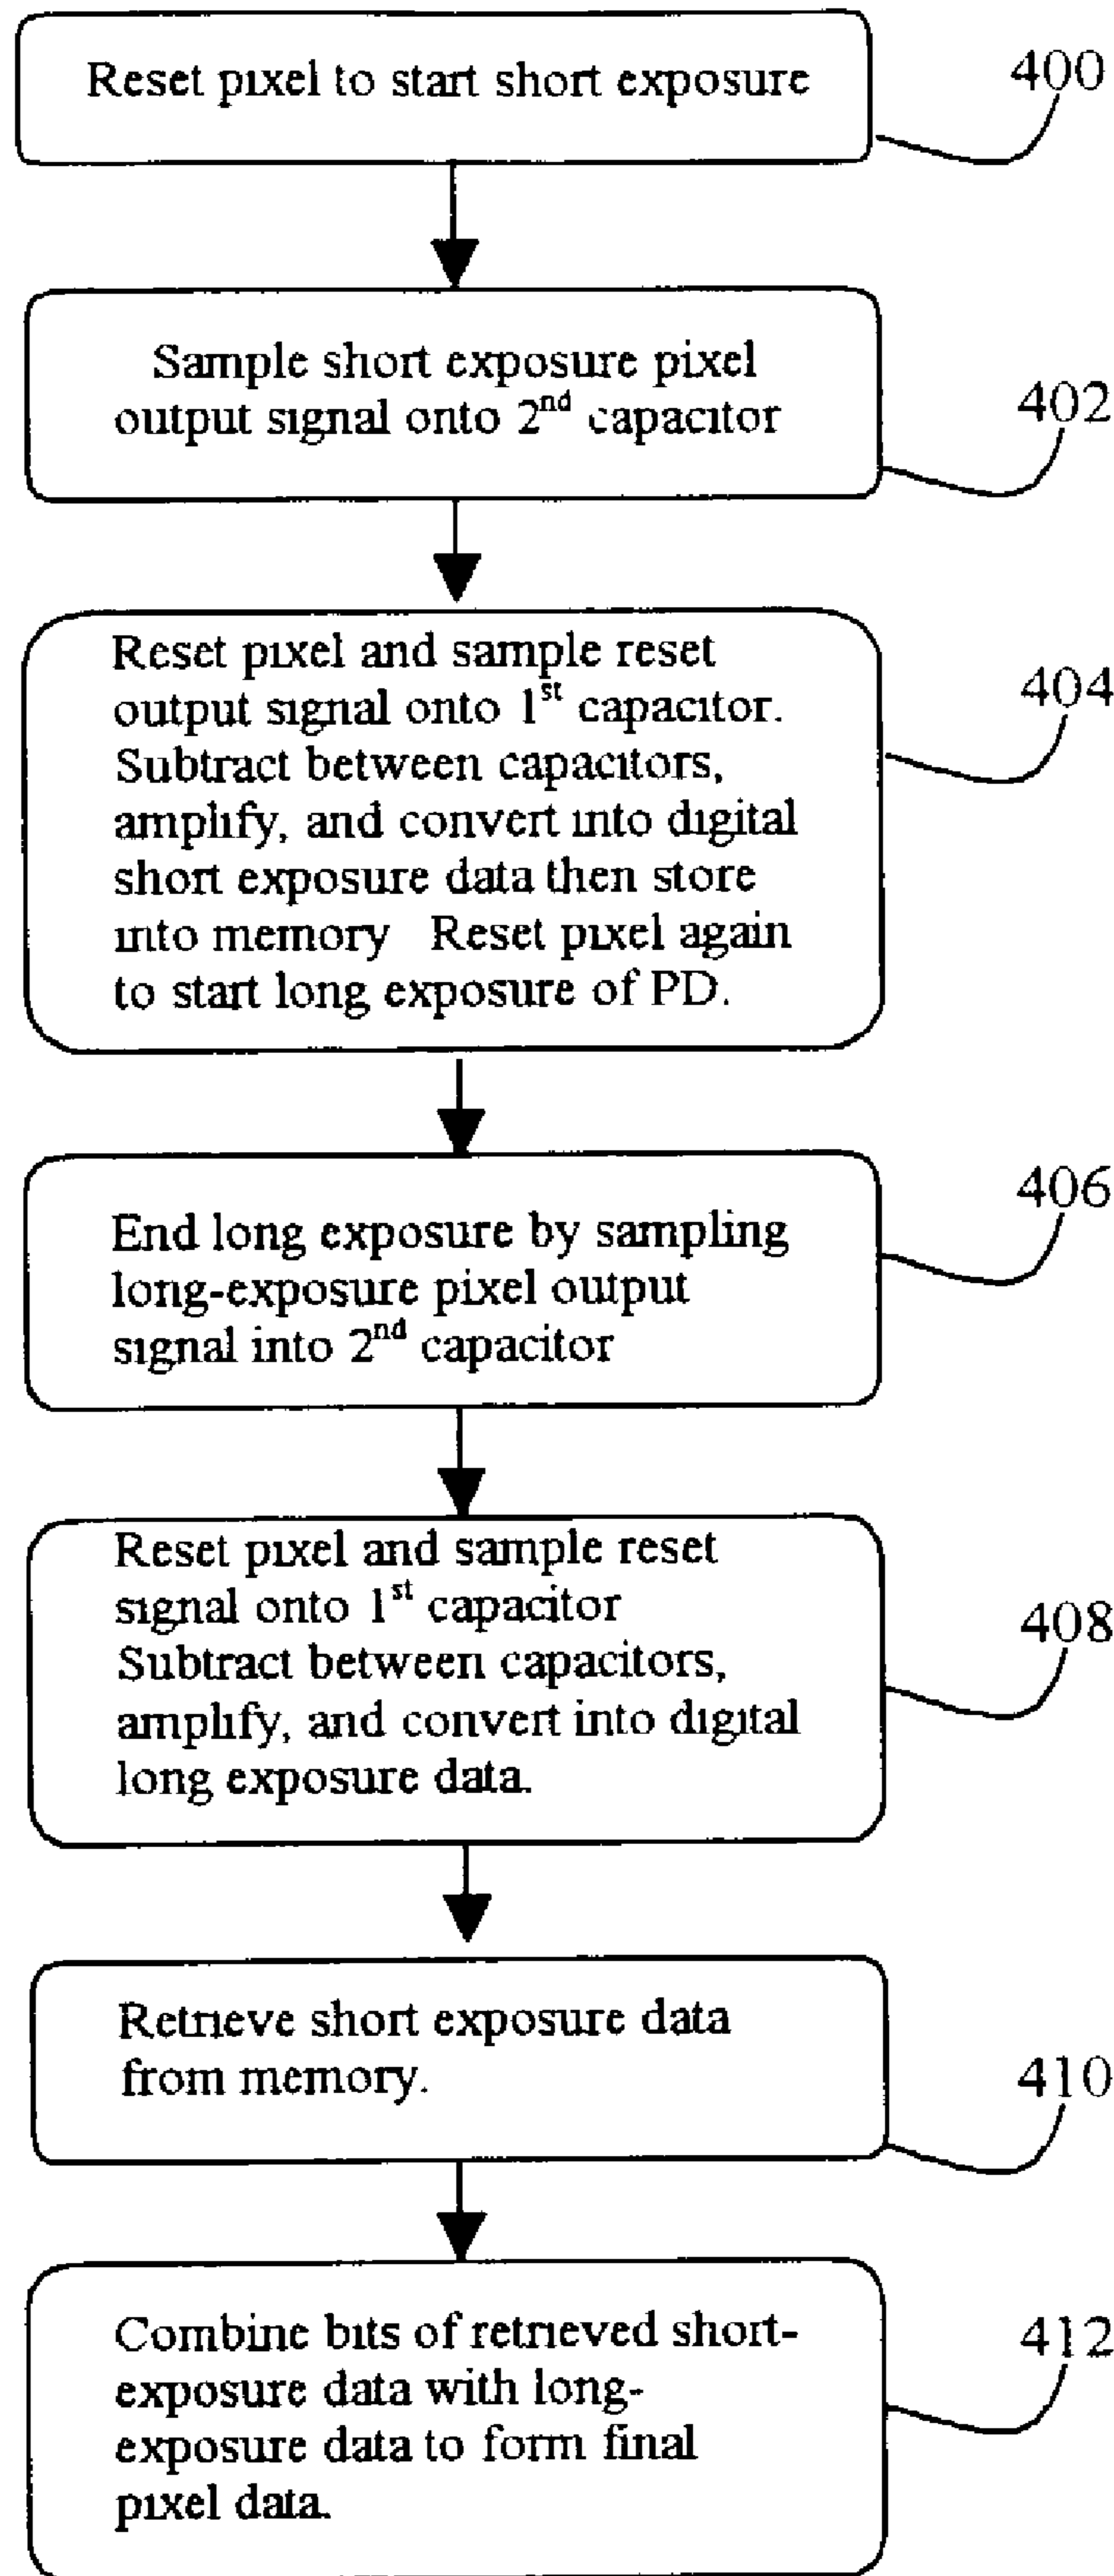 Reset pixel to start short exposure
400
Sample short exposure pixel
output signal onto 2nd capacitor
402
Reset pixel and sample reset
output signal onto 1st capacitor.
Subtract between capacitors,
amplify, and convert into digital
short exposure data then store
into memory Reset pixel again
to start long exposure of PD.
404
End long exposure by sampling
long-exposure pixel output
signal into 2nd capacitor
406
Reset pixel and sample reset
signal onto 1st capacitor
Subtract between capacitors,
amplify, and convert into digital
long exposure data.
408
Retrieve short exposure data
from memory.
410
Combine bits of retrieved short-
exposure data with long-
exposure data to form final
pixel data.
412